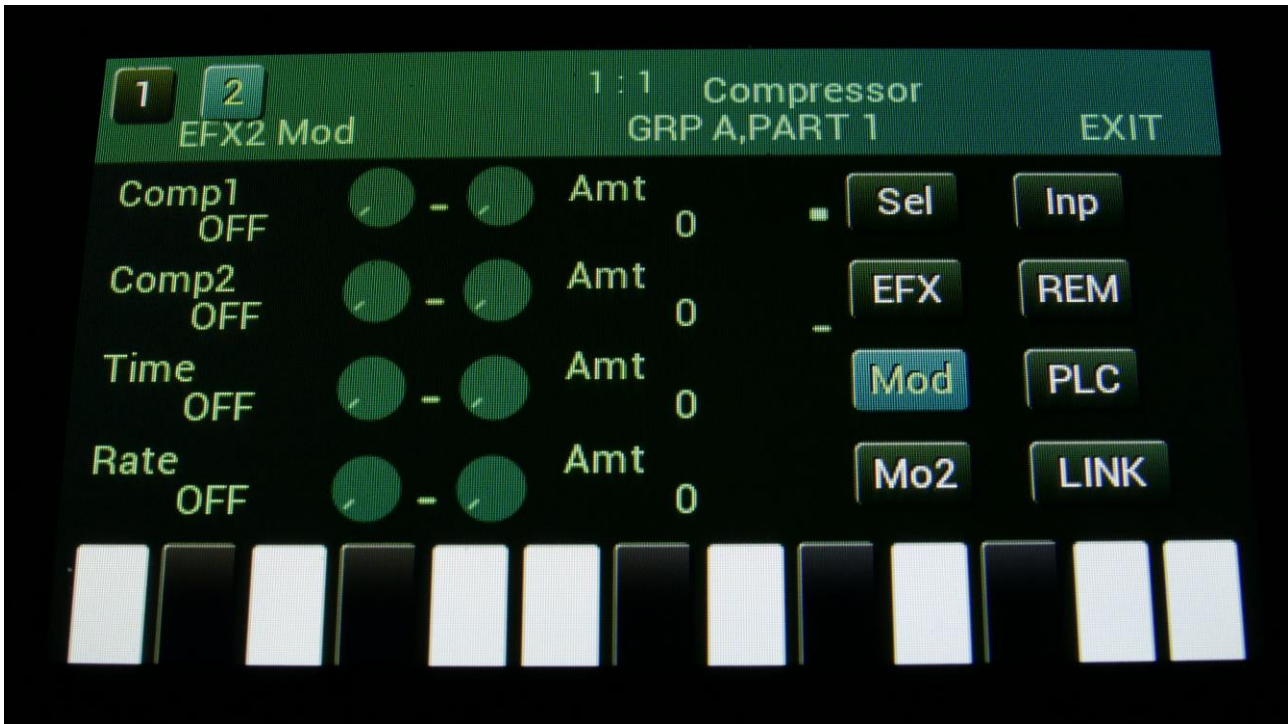 1 2 1 : 1 Compressor
EFX2 Mod GRP A,PART 1 EXIT
Comp1 - Amt Sel Inp
OFF 0
Comp2 - Amt EFX REM
OFF 0
Time - Amt Mod PLC
OFF 0
Rate - Amt Mo2 LINK
OFF 0